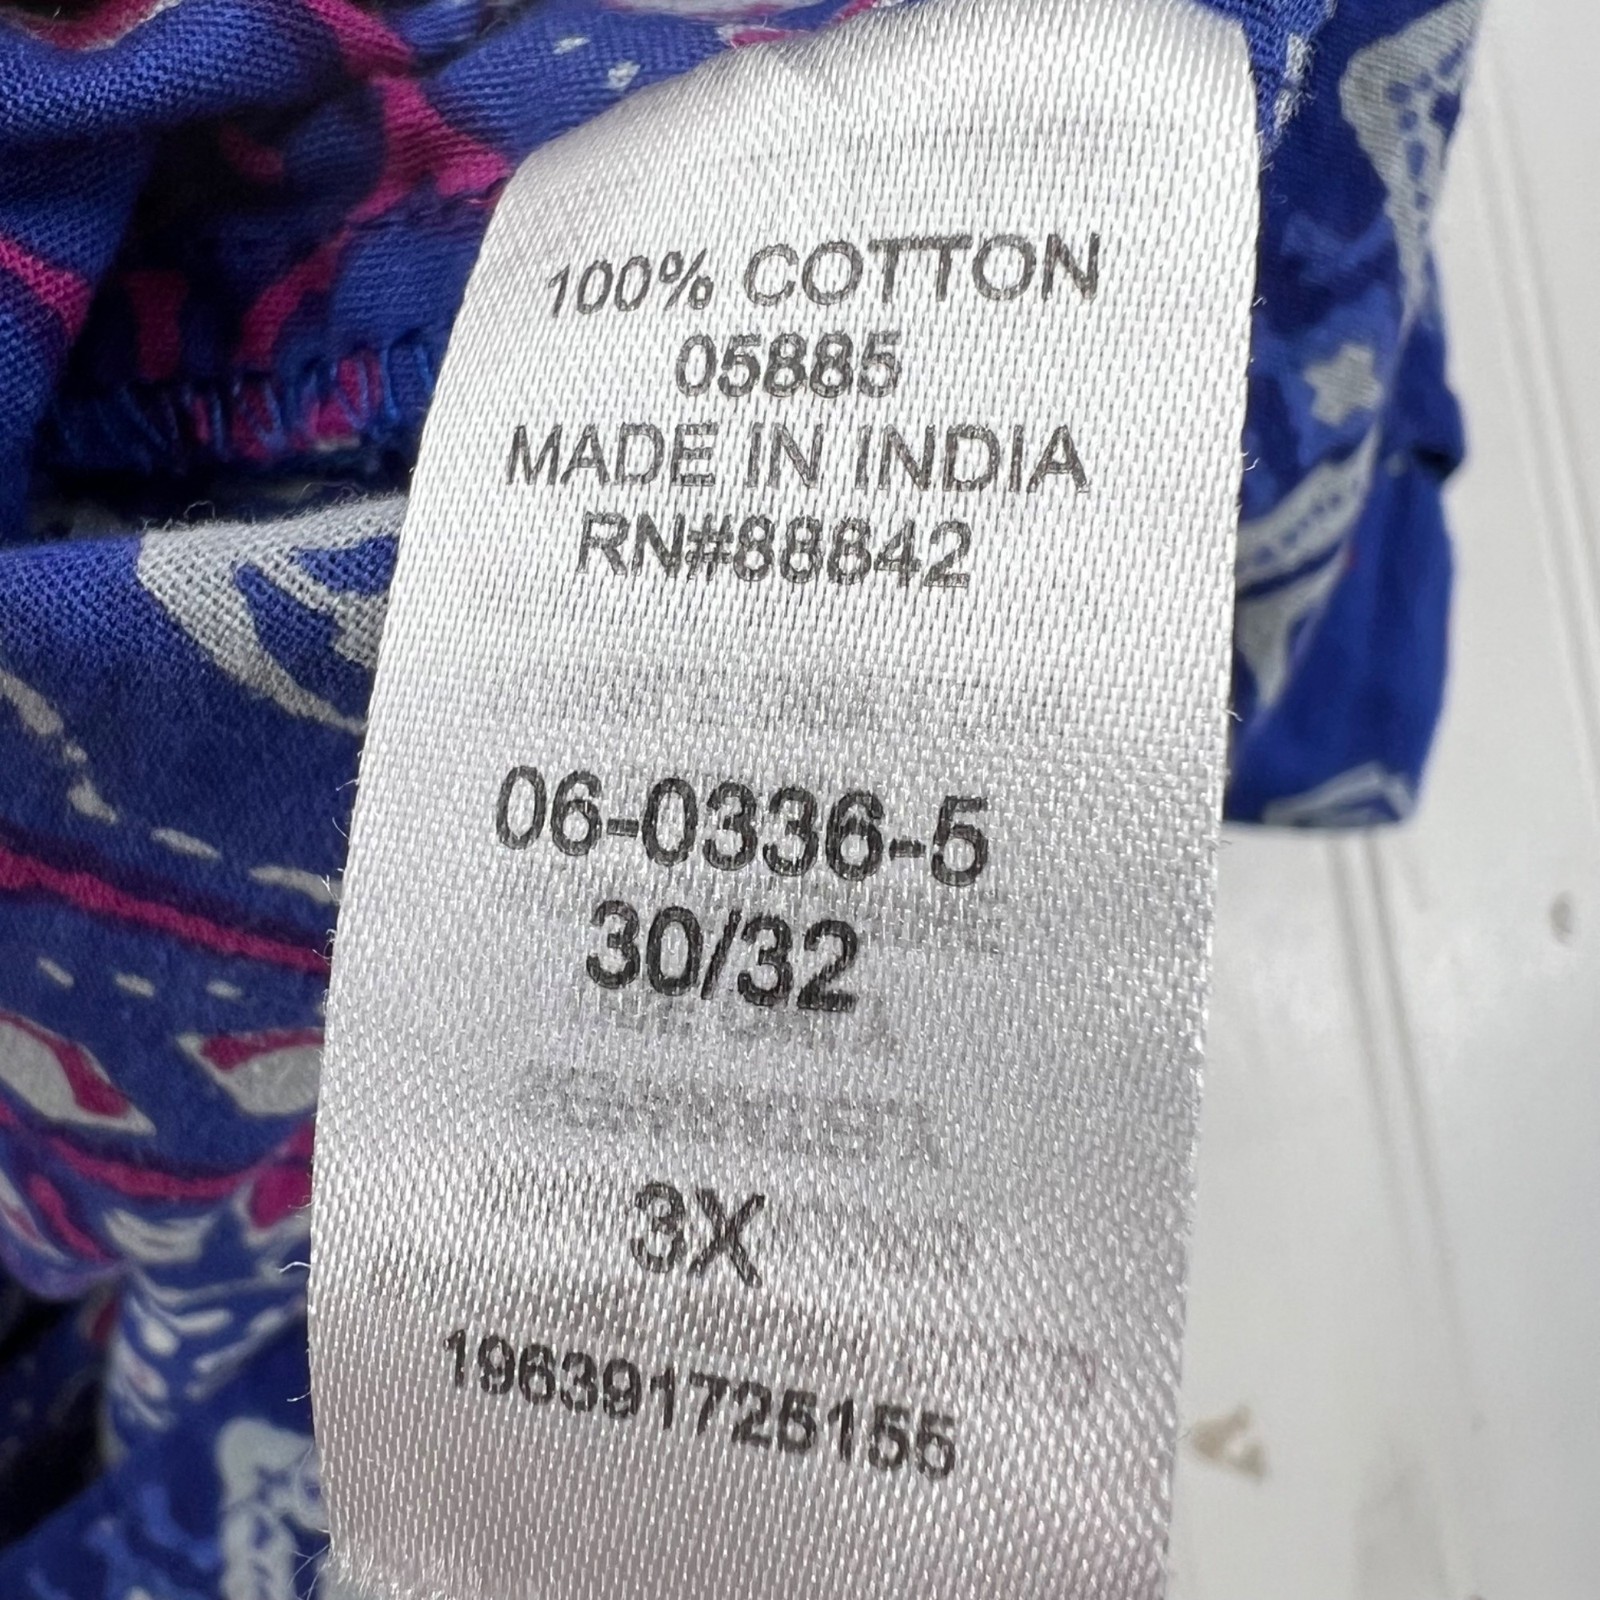 100% COTTON
05885
MADE IN INDIA
RN#88842
06-0336-5
30/32
3X
196391725155